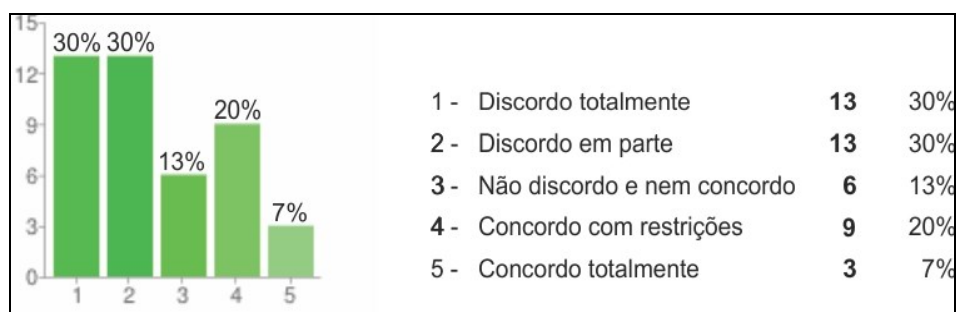 15
30% 30%
12
20%
9
13%
6
7%
3
0
1 2 3 4 5
1 - Discordo totalmente 13 30%
2 - Discordo em parte 13 30%
3 - Não discordo e nem concordo 6 13%
4 - Concordo com restrições 9 20%
5 - Concordo totalmente 3 7%